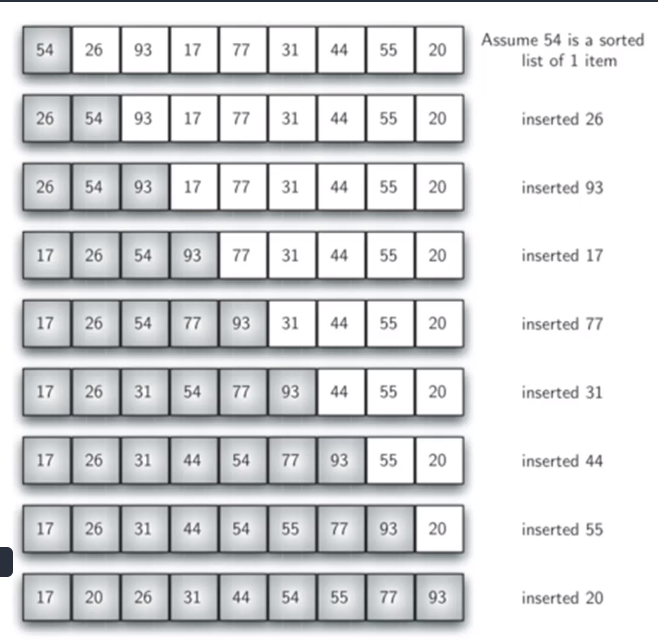 54 26 93 17 77 31 44 55 20 Assume 54 is a sorted
list of 1 item
26 54 93 17 77 31 44 55 20 inserted 26
26 54 93 17 77 31 44 55 20 inserted 93
17 26 54 93 77 31 44 55 20 inserted 17
17 26 54 77 93 31 44 55 20 inserted 77
17 26 31 54 77 93 44 55 20 inserted 31
17 26 31 44 54 77 93 55 20 inserted 44
17 26 31 44 54 55 77 93 20 inserted 55
17 20 26 31 44 54 55 77 93 inserted 20